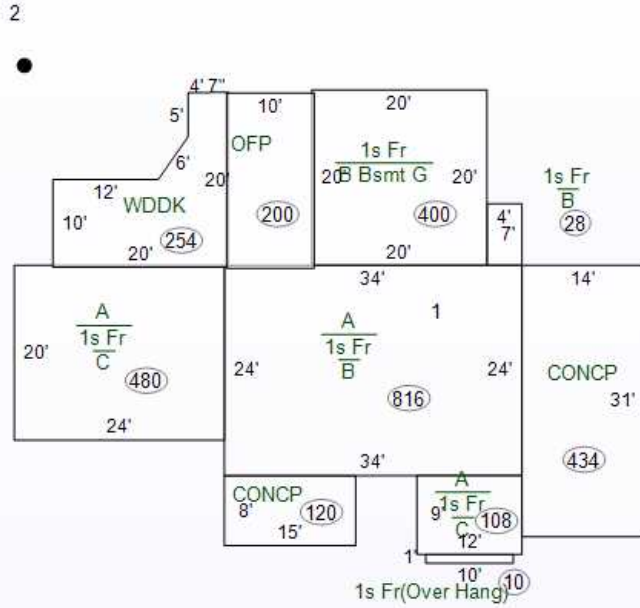 2
4' 7"
5'
10'
20'
6'
OFP
1s Fr
B Bsmt G
12'
20'
20'
20'
1s Fr
B
WDDK
200
400
4'
28
10'
254
7'
20'
20'
34'
14'
A
1s Fr
C
1
A
1s Fr
B
20'
24'
24'
CONCP
480
816
31'
24'
34'
434
CONCP
A
1s Fr
C
8'
120
9'
108
15'
12'
1'
10'
10
1s Fr(Over Hang)